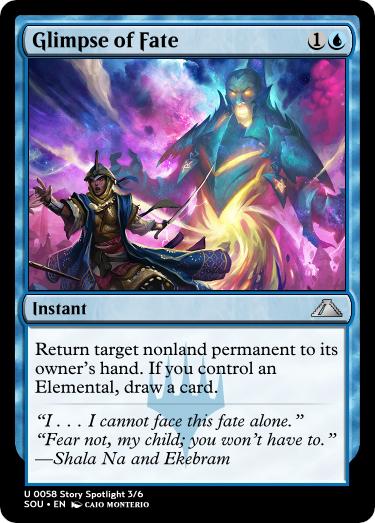 Glimpse of Fate 1
Instant
Return target nonland permanent to its
owner's hand. If you control an
Elemental, draw a card.
"I . . . I cannot face this fate alone."
"Fear not, my child; you won't have to."
—Shala Na and Ekebram
U 0058 Story Spotlight 3/6
SOU • EN CAIO MONTERIO